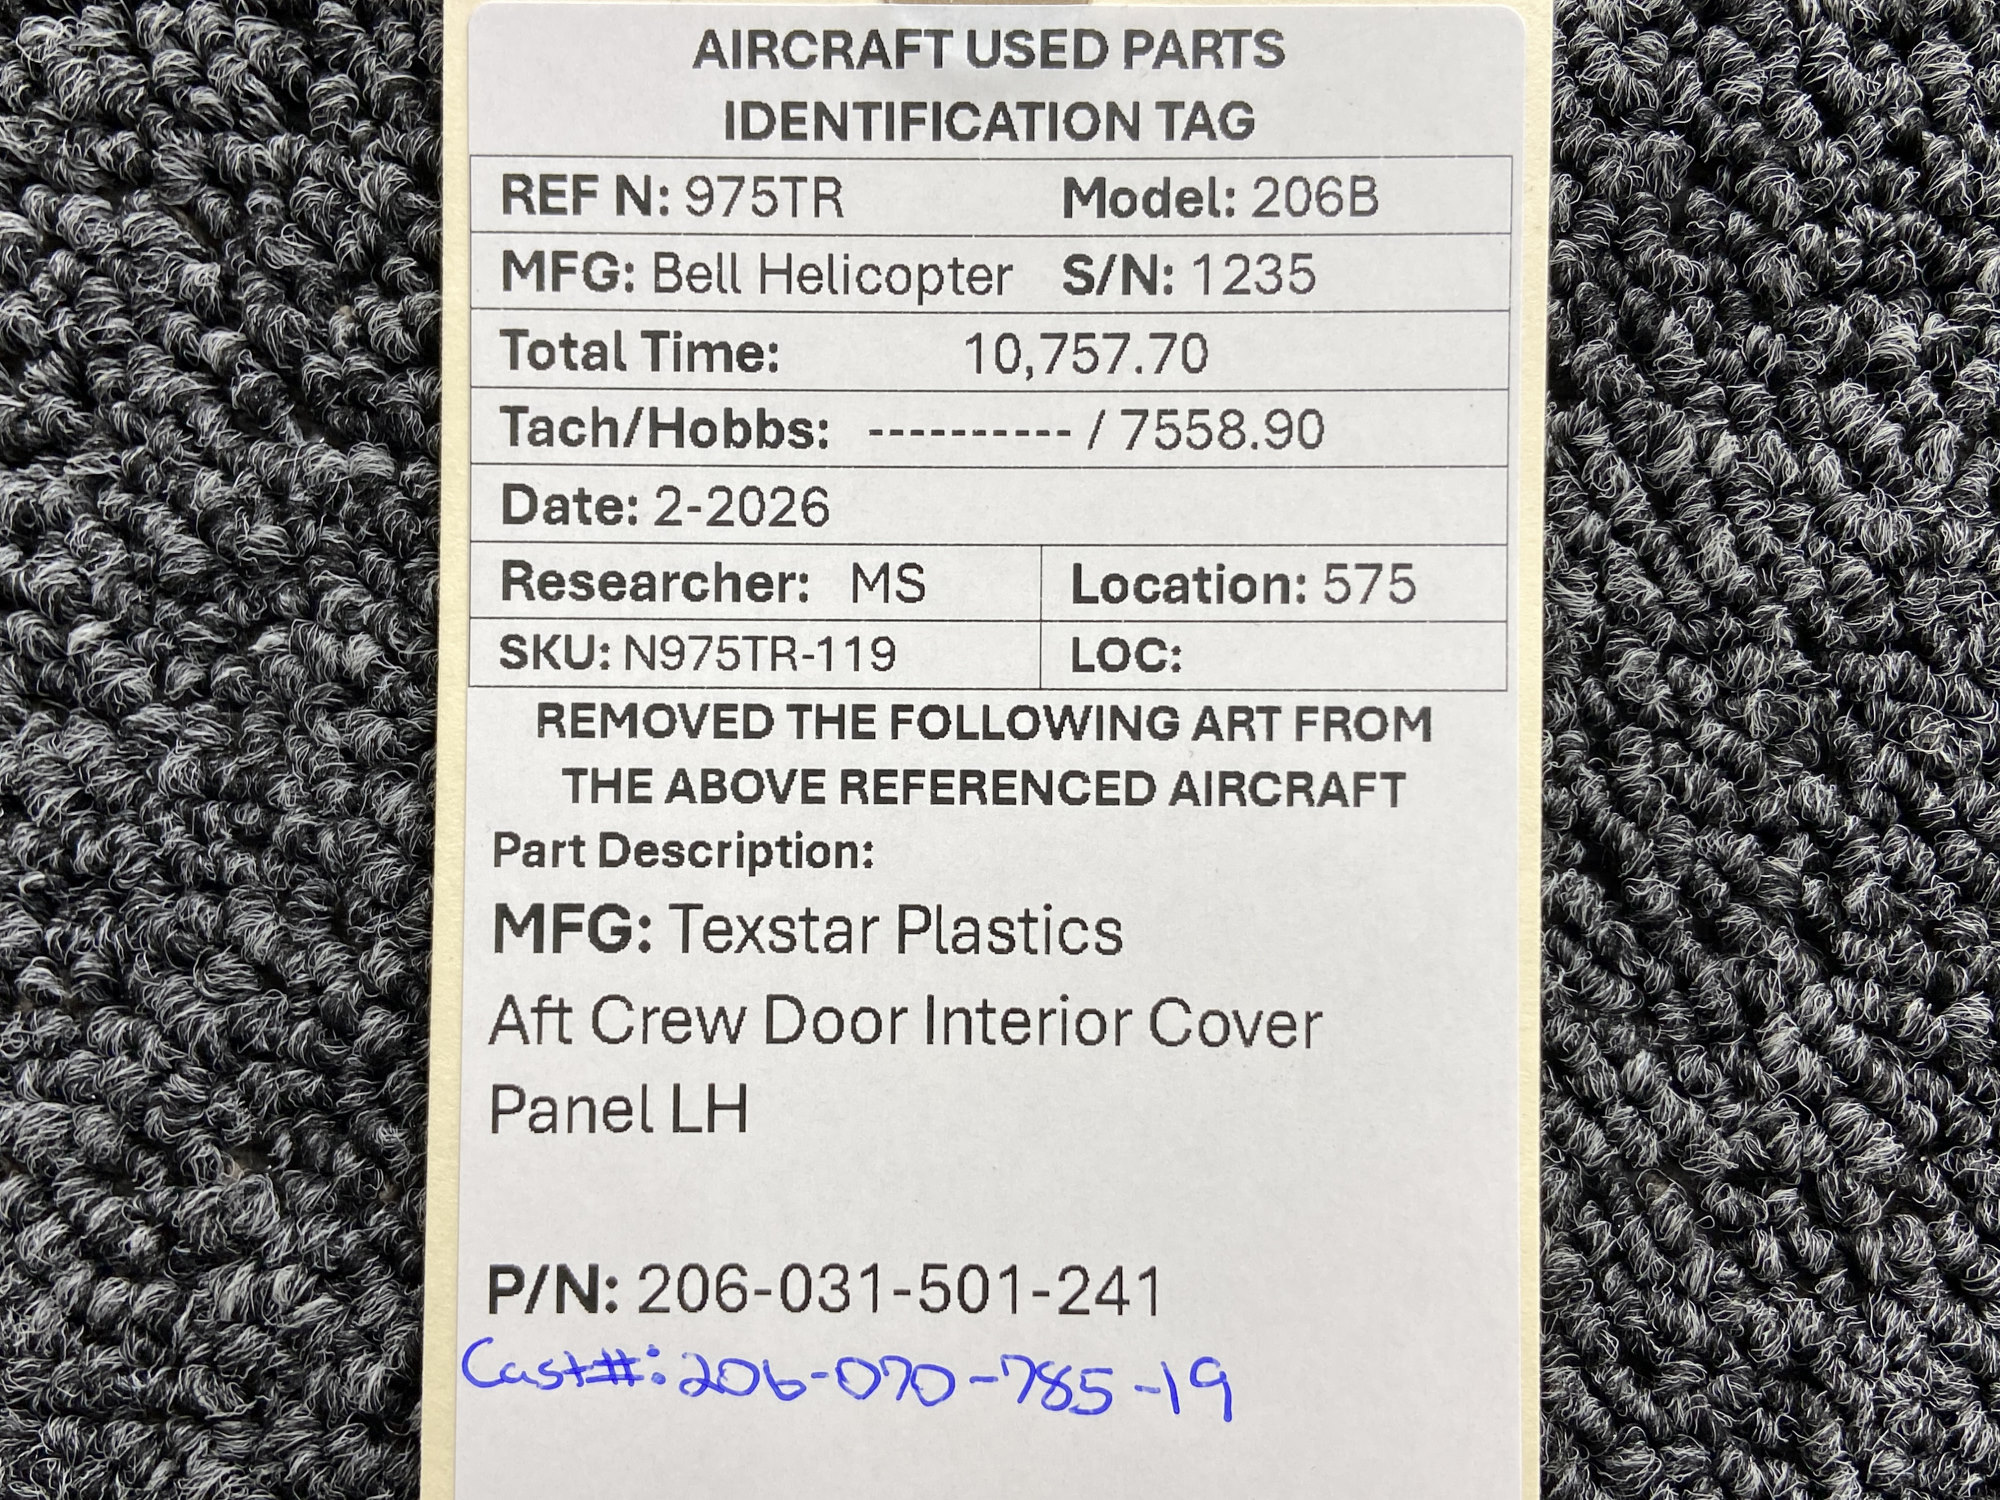 AIRCRAFT USED PARTS
IDENTIFICATION TAG
REF N: 975TR Model: 206B
MFG: Bell Helicopter S/N: 1235
Total Time: 10,757.70
Tach/Hobbs: ---------- / 7558.90
Date: 2-2026
Researcher: MS Location: 575
SKU: N975TR-119 LOC:
REMOVED THE FOLLOWING ART FROM
THE ABOVE REFERENCED AIRCRAFT
Part Description:
MFG: Texstar Plastics
Aft Crew Door Interior Cover
Panel LH
P/N: 206-031-501-241
Cast#: 206-070-785-19